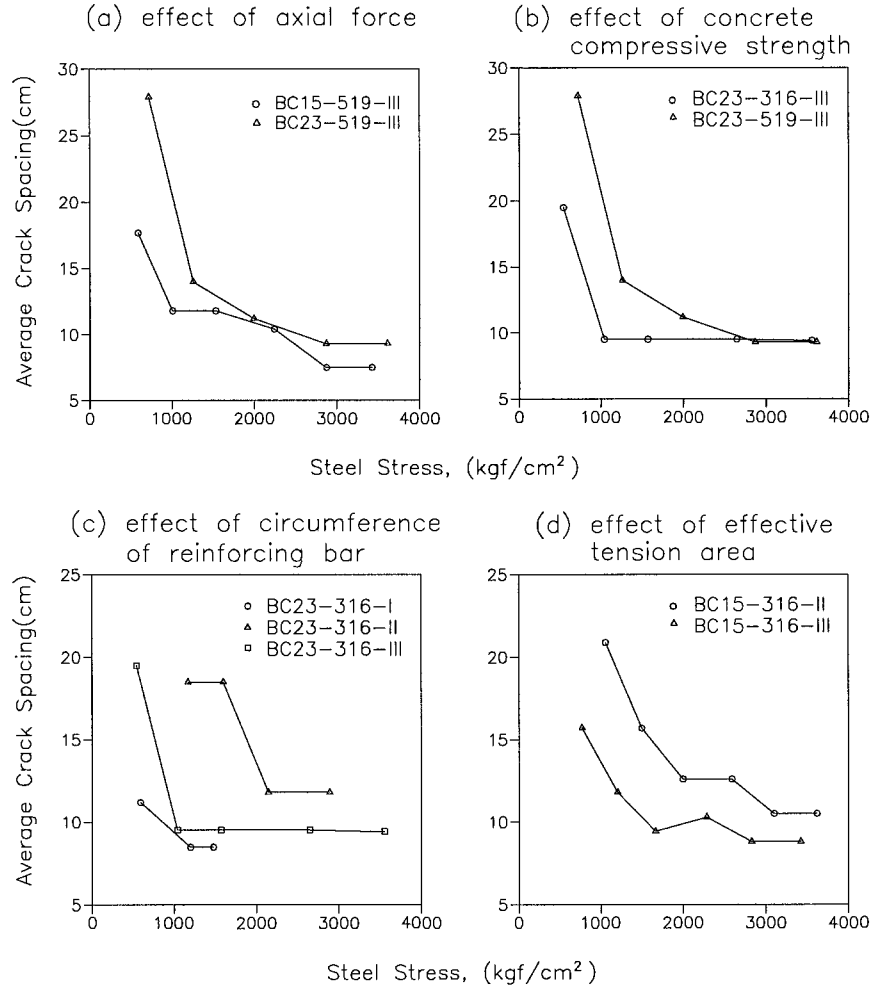 (a) effect of axial force
Average Crack Spacing(cm)
30
25
20
15
10
5
0
1000
2000
3000
4000
BC15-519-III
BC23-519-III
(b) effect of concrete
compressive strength
30
25
20
15
10
5
0
1000
2000
3000
4000
BC23-316-III
BC23-519-III
Steel Stress, (kgf/cm²)
(c) effect of circumference
of reinforcing bar
Average Crack Spacing(cm)
25
20
15
10
5
0
1000
2000
3000
4000
BC23-316-I
BC23-316-II
BC23-316-III
(d) effect of effective
tension area
25
20
15
10
5
0
1000
2000
3000
4000
BC15-316-II
BC15-316-III
Steel Stress, (kgf/cm²)